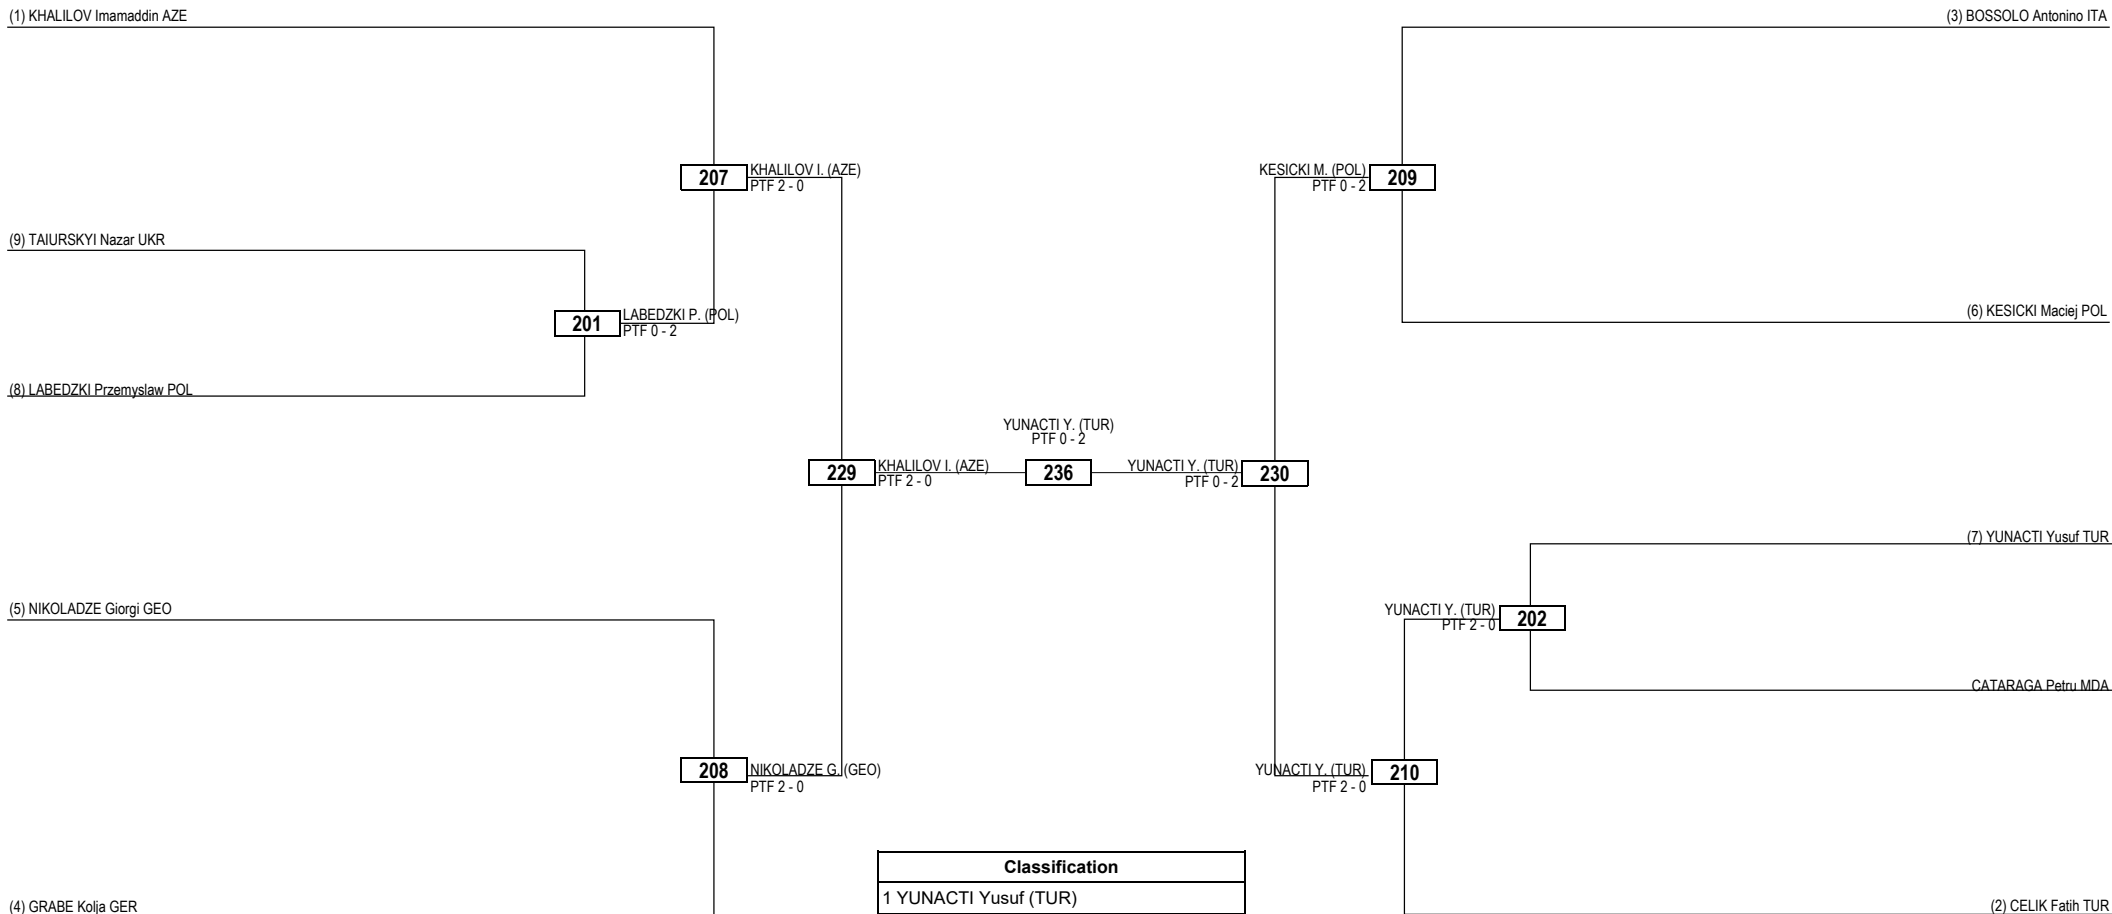 (1) KHALILOV Imamaddin AZE
(3) BOSSOLO Antonino ITA
207
KHALILOV I. (AZE)
PTF 2 - 0
KESICKI M. (POL)
PTF 0 - 2
209
(9) TAIURSKYI Nazar UKR
201
LABEDZKI P. (POL)
PTF 0 - 2
(6) KESICKI Maciej POL
(8) LABEDZKI Przemyslaw POL
YUNACTI Y. (TUR)
PTF 0 - 2
229
KHALILOV I. (AZE)
PTF 2 - 0
236
YUNACTI Y. (TUR)
PTF 0 - 2
230
(7) YUNACTI Yusuf TUR
(5) NIKOLADZE Giorgi GEO
YUNACTI Y. (TUR)
PTF 2 - 0
202
CATARAGA Petru MDA
208
NIKOLADZE G. (GEO)
PTF 2 - 0
YUNACTI Y. (TUR)
PTF 2 - 0
210
Classification
1 YUNACTI Yusuf (TUR)
(4) GRABE Kolja GER
(2) CELIK Fatih TUR